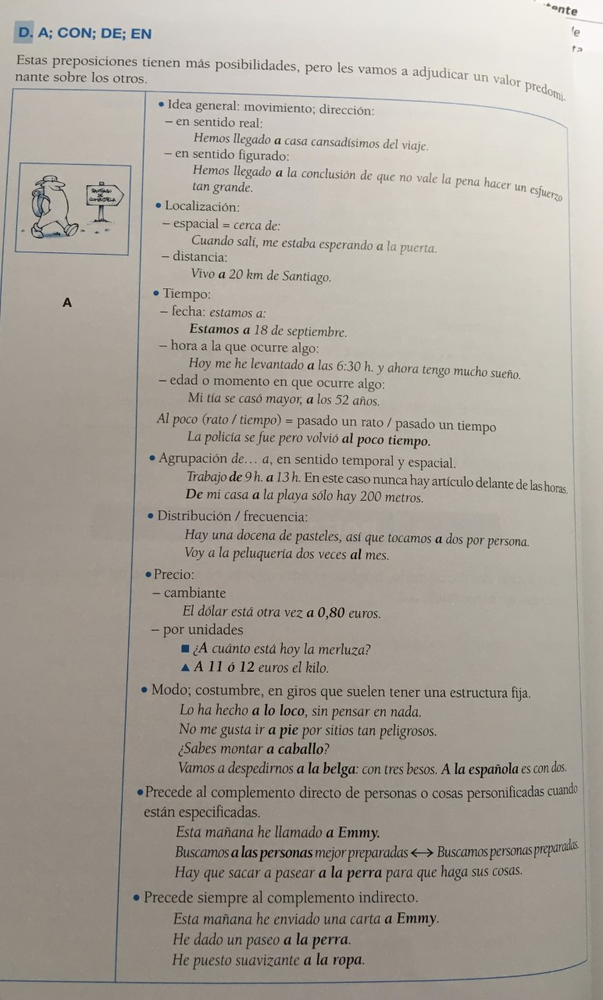 D. A; CON; DE; EN
Estas preposiciones tienen más posibilidades, pero les vamos a adjudicar un valor predomi-
nante sobre los otros.
• Idea general: movimiento; dirección:
– en sentido real:
Hemos llegado a casa cansadísimos del viaje.
– en sentido figurado:
Hemos llegado a la conclusión de que no vale la pena hacer un esfuerzo
tan grande.
SANTIAGO
DE
COMPOSTELA
• Localización:
– espacial = cerca de:
Cuando salí, me estaba esperando a la puerta.
– distancia:
Vivo a 20 km de Santiago.
A
• Tiempo:
– fecha: estamos a:
Estamos a 18 de septiembre.
– hora a la que ocurre algo:
Hoy me he levantado a las 6:30 h. y ahora tengo mucho sueño.
– edad o momento en que ocurre algo:
Mi tía se casó mayor, a los 52 años.
Al poco (rato / tiempo) = pasado un rato / pasado un tiempo
La policía se fue pero volvió al poco tiempo.
• Agrupación de… a, en sentido temporal y espacial.
Trabajo de 9 h. a 13 h. En este caso nunca hay artículo delante de las horas.
De mi casa a la playa sólo hay 200 metros.
• Distribución / frecuencia:
Hay una docena de pasteles, así que tocamos a dos por persona.
Voy a la peluquería dos veces al mes.
• Precio:
– cambiante
El dólar está otra vez a 0,80 euros.
– por unidades
■ ¿A cuánto está hoy la merluza?
▲ A 11 ó 12 euros el kilo.
• Modo; costumbre, en giros que suelen tener una estructura fija.
Lo ha hecho a lo loco, sin pensar en nada.
No me gusta ir a pie por sitios tan peligrosos.
¿Sabes montar a caballo?
Vamos a despedirnos a la belga: con tres besos. A la española es con dos.
• Precede al complemento directo de personas o cosas personificadas cuando
están especificadas.
Esta mañana he llamado a Emmy.
Buscamos a las personas mejor preparadas ↔ Buscamos personas preparadas.
Hay que sacar a pasear a la perra para que haga sus cosas.
• Precede siempre al complemento indirecto.
Esta mañana he enviado una carta a Emmy.
He dado un paseo a la perra.
He puesto suavizante a la ropa.